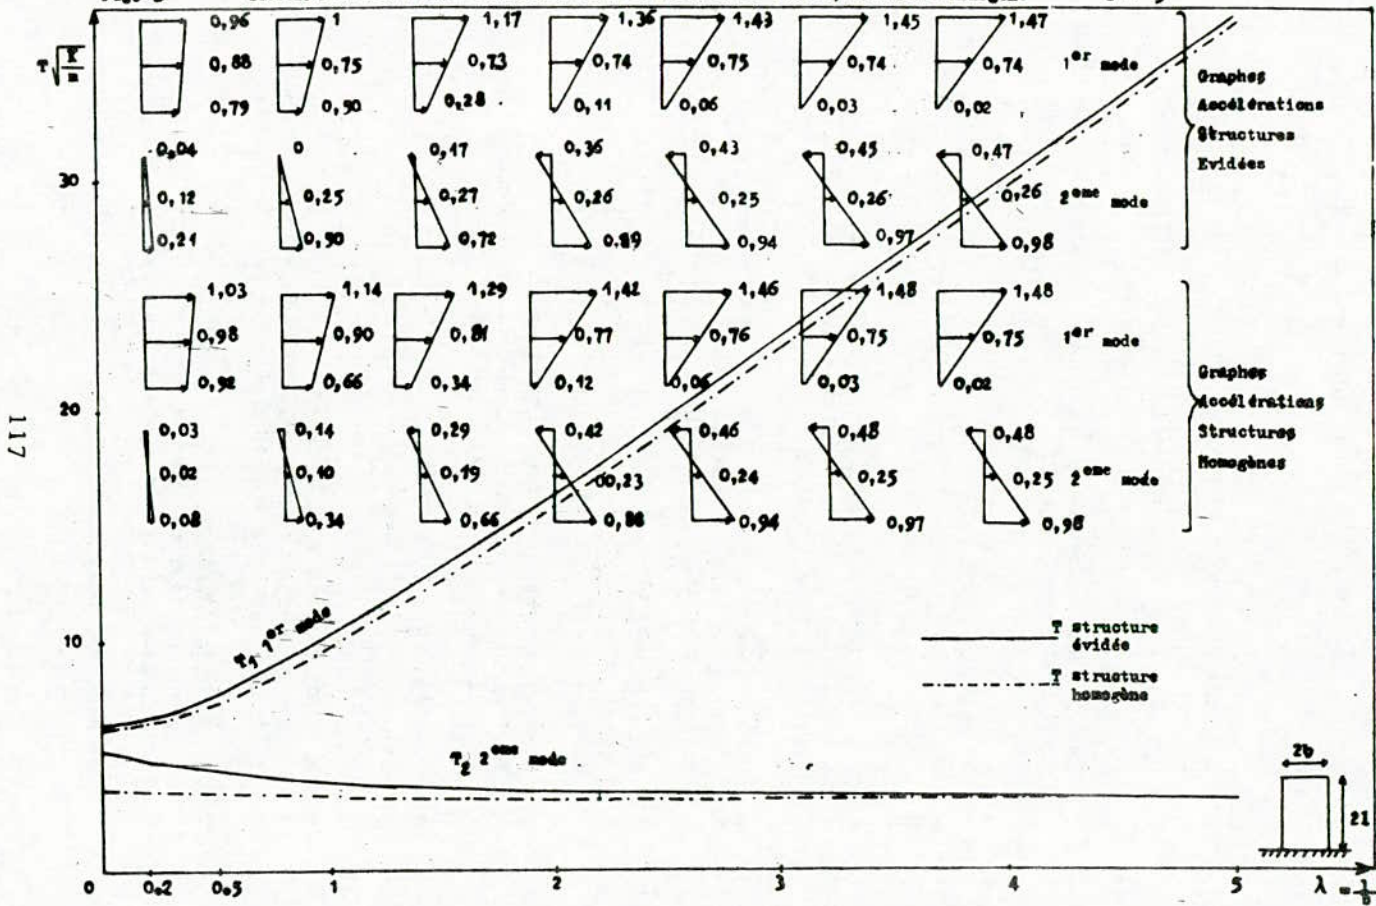 0,96 1 1,17 1,36 1,43 1,45 1,47
T √K/m
0,88 0,75 0,73 0,74 0,75 0,74 0,74 1er mode
0,79 0,50 0,28 0,11 0,06 0,03 0,02
Graphes
Accélérations
Structures
Evidées
0,04 0 0,17 0,36 0,43 0,45 0,47
30
0,12 0,25 0,27 0,26 0,25 0,26 0,26 2eme mode
0,21 0,50 0,72 0,89 0,94 0,97 0,98
1,03 1,14 1,29 1,42 1,46 1,48 1,48
0,98 0,90 0,81 0,77 0,76 0,75 0,75 1er mode
0,92 0,66 0,34 0,12 0,06 0,03 0,02
Graphes
Accélérations
Structures
Homogènes
20
117
0,03 0,14 0,29 0,42 0,46 0,48 0,48
0,02 0,10 0,19 0,23 0,24 0,25 0,25 2eme mode
0,08 0,34 0,66 0,88 0,94 0,97 0,98
10
T1 1er mode
T structure
évidée
T structure
homogène
T2 2eme mode
2b
2l
0 0,2 0,5 1 2 3 4 5 λ = l/b